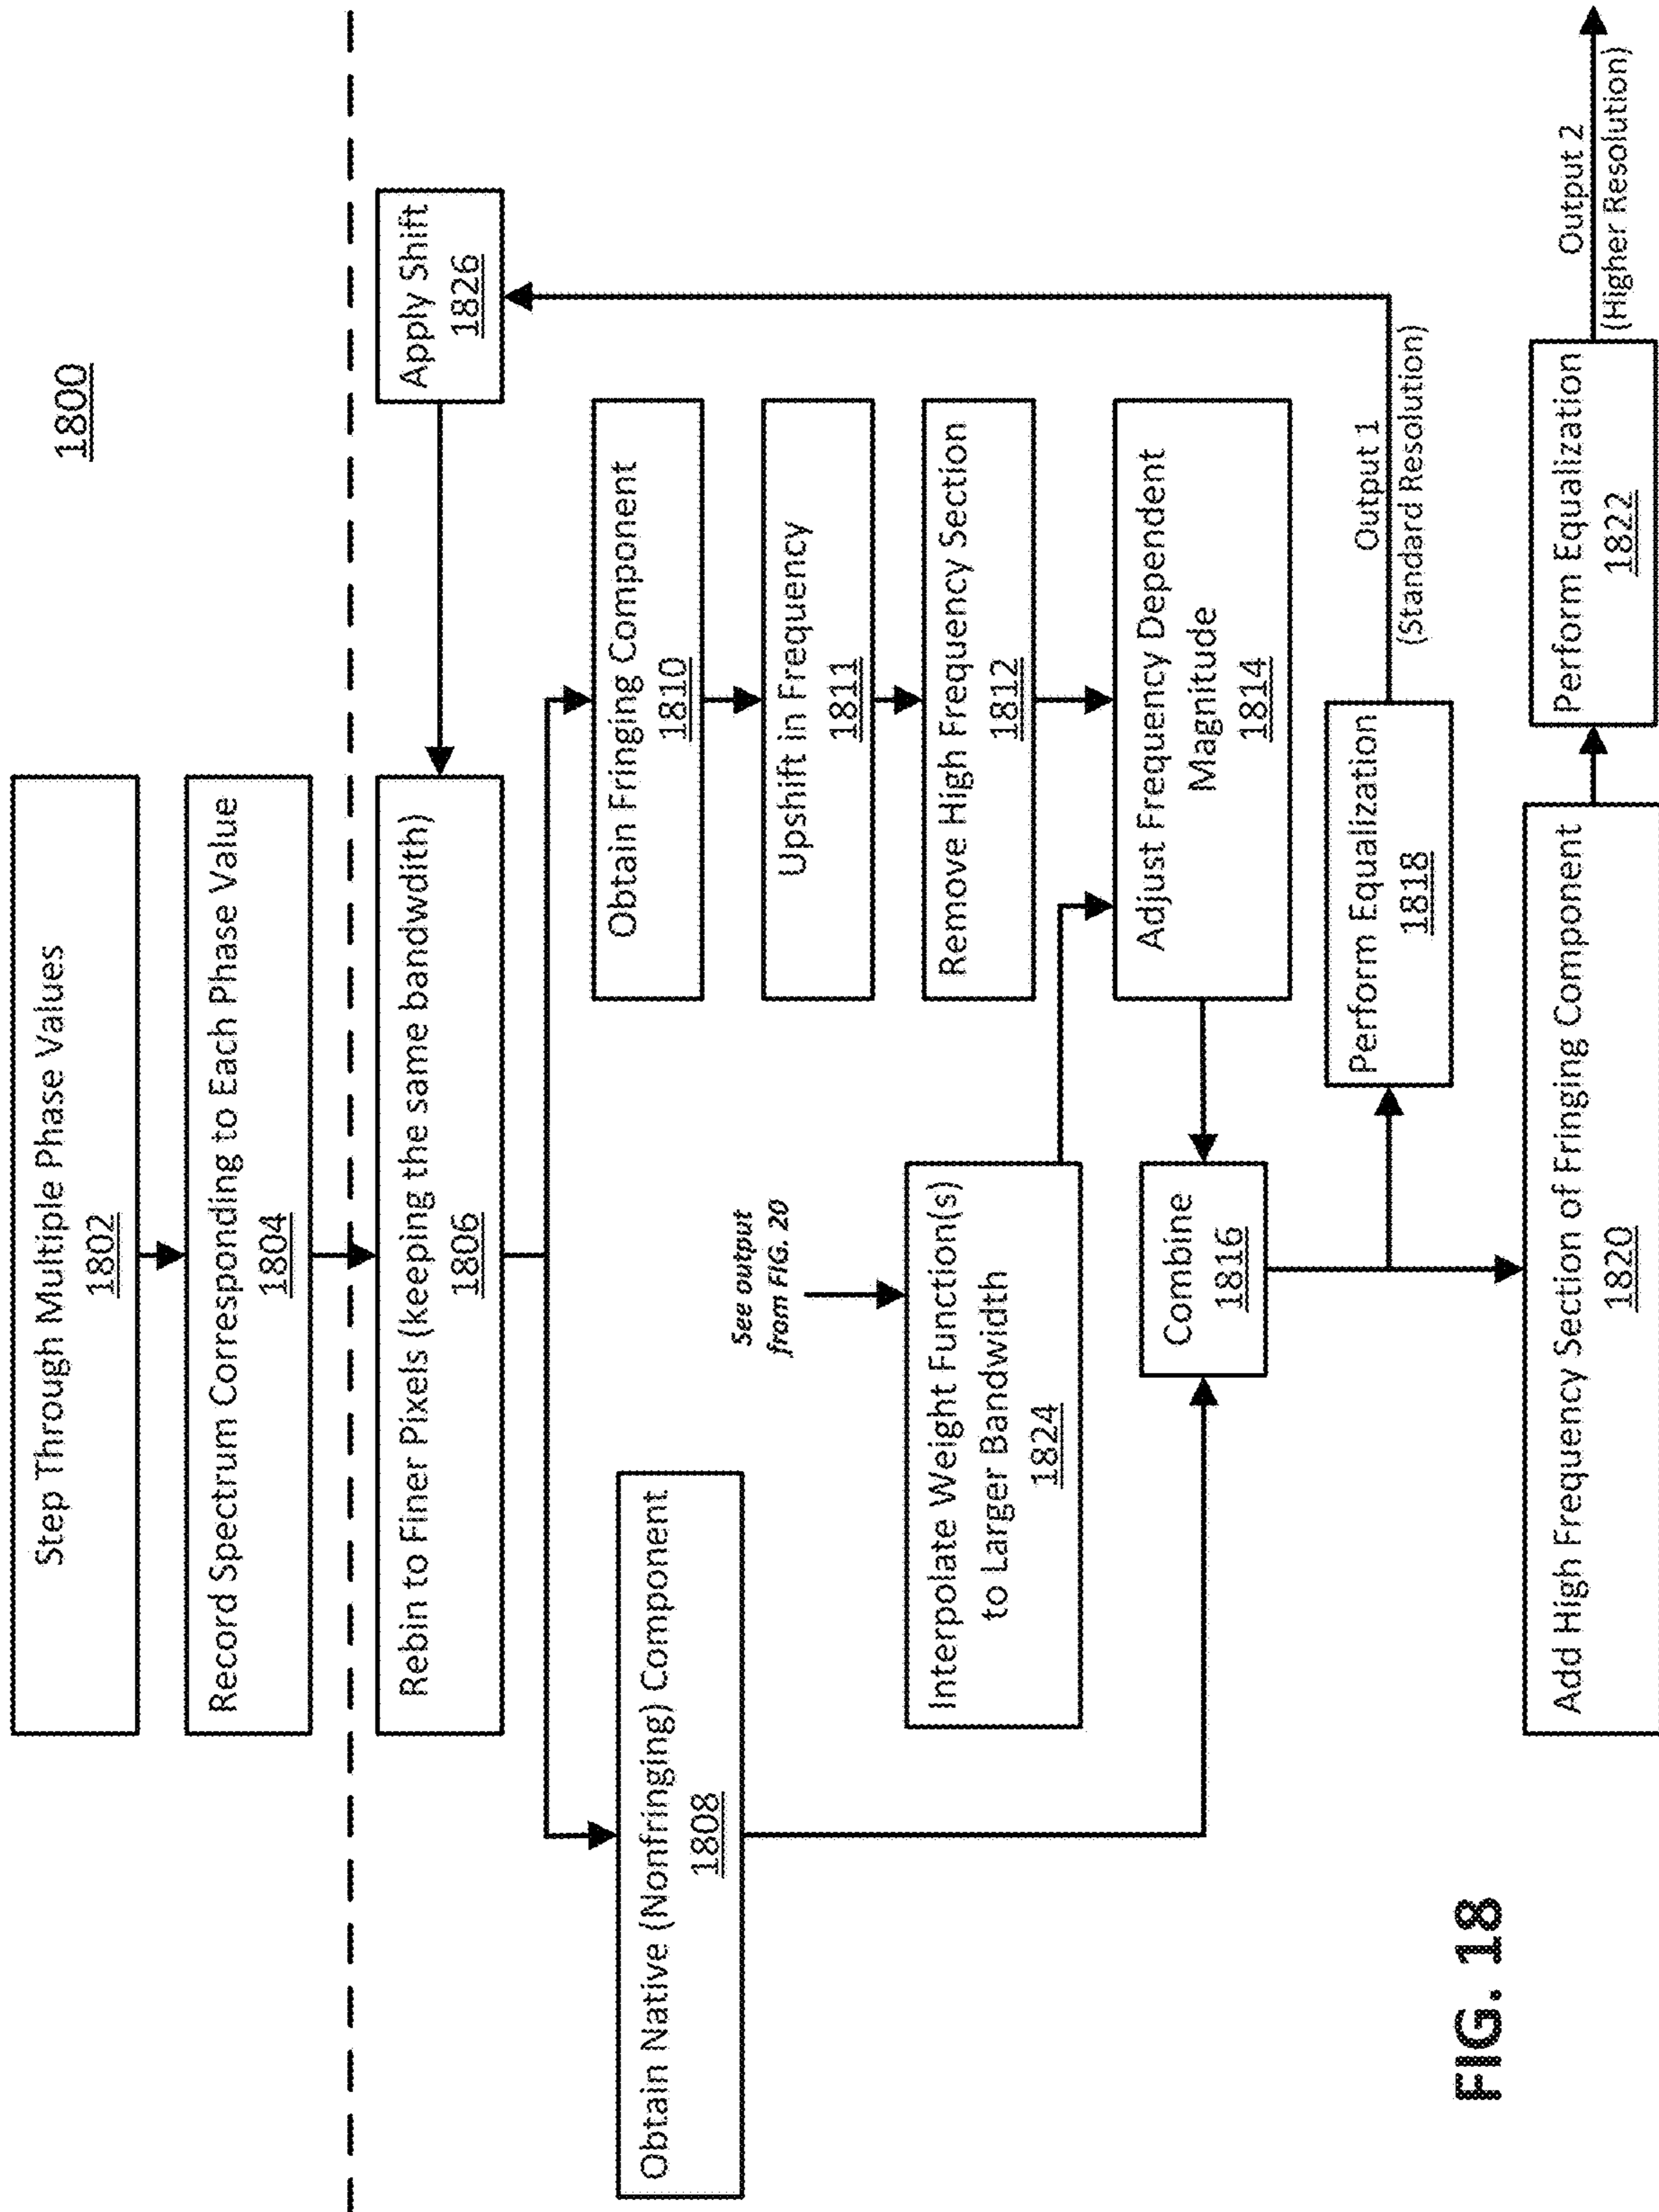 1800
Step Through Multiple Phase Values
1802
Record Spectrum Corresponding to Each Phase Value
1804
Rebin to Finer Pixels (keeping the same bandwdith)
1806
Apply Shift
1826
Obtain Native (Nonfringing) Component
1808
Obtain Fringing Component
1810
Upshift in Frequency
1811
Remove High Frequency Section
1812
See output
from FIG. 20
Interpolate Weight Function(s)
to Larger Bandwidth
1824
Adjust Frequency Dependent
Magnitude
1814
Combine
1816
Perform Equalization
1818
Output 1
(Standard Resolution)
Add High Frequency Section of Fringing Component
1820
Perform Equalization
1822
Output 2
(Higher Resolution)
FIG. 18